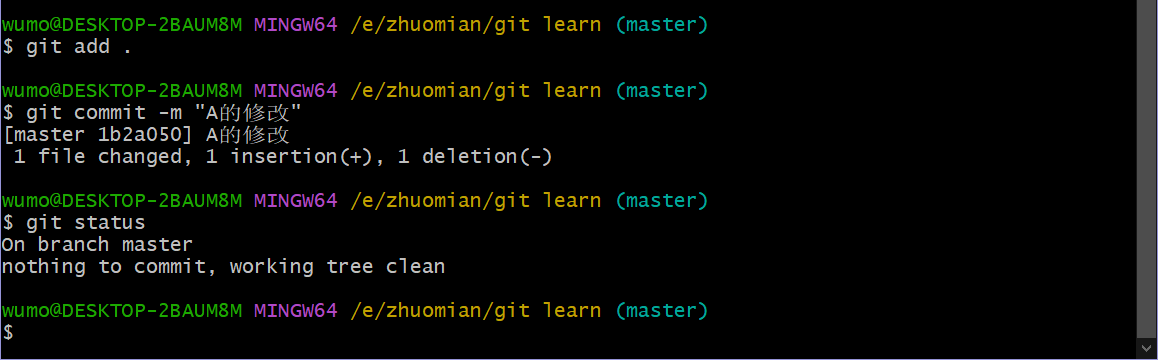 wumo@DESKTOP-2BAUM8M MINGW64 /e/zhuomian/git learn (master)
$ git add .
wumo@DESKTOP-2BAUM8M MINGW64 /e/zhuomian/git learn (master)
$ git commit -m "A的修改"
[master 1b2a050] A的修改
 1 file changed, 1 insertion(+), 1 deletion(-)
wumo@DESKTOP-2BAUM8M MINGW64 /e/zhuomian/git learn (master)
$ git status
On branch master
nothing to commit, working tree clean
wumo@DESKTOP-2BAUM8M MINGW64 /e/zhuomian/git learn (master)
$